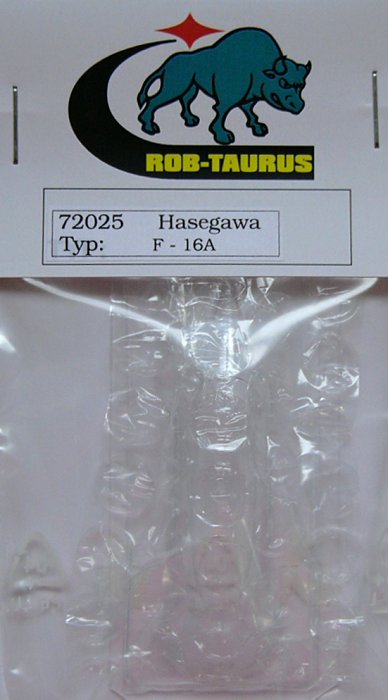 ROB-TAURUS
72025 Hasegawa
Typ: F - 16A